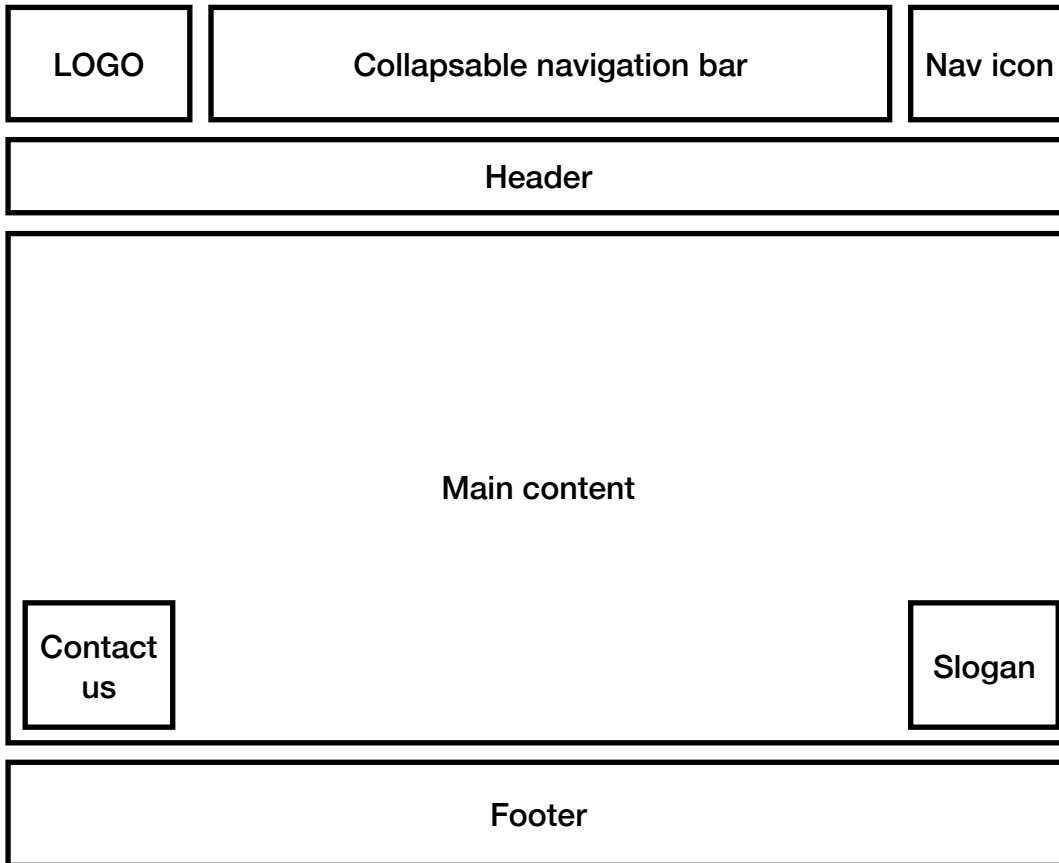 LOGO
Collapsable navigation bar
Nav icon
Header
Main content
Contact
us
Slogan
Footer